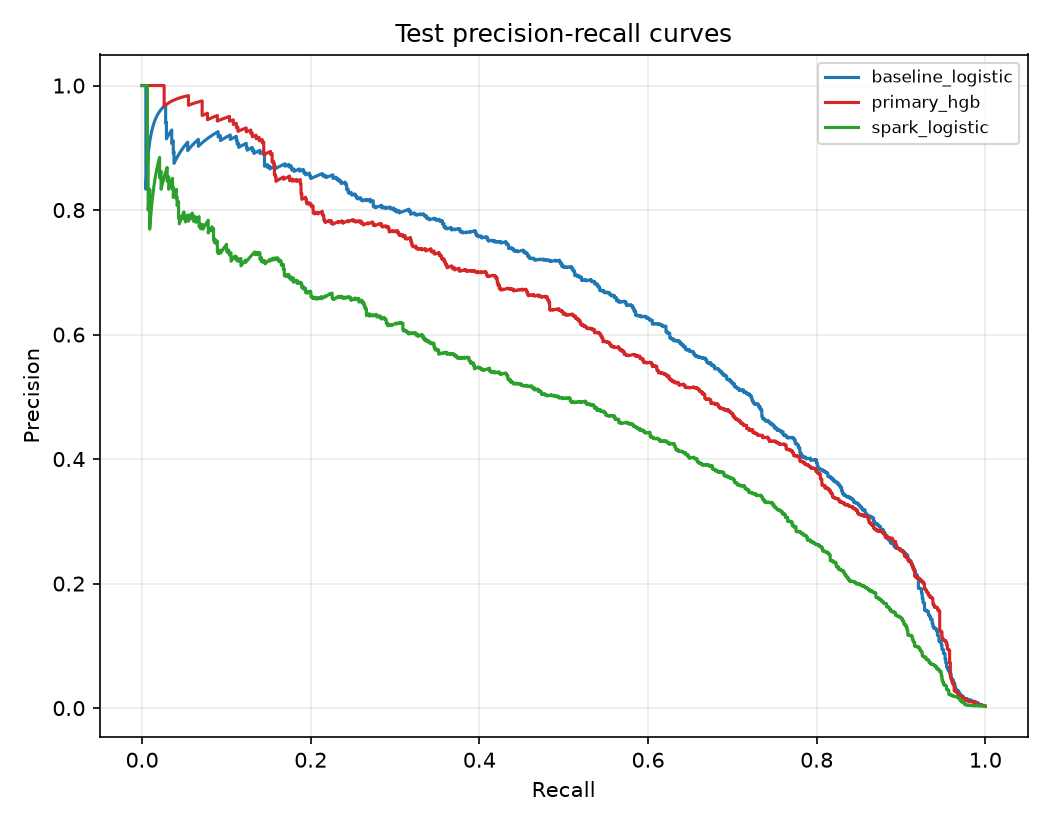 Test precision-recall curves
baseline_logistic
primary_hgb
spark_logistic
1.0
0.8
0.6
0.4
0.2
0.0
Precision
0.0 0.2 0.4 0.6 0.8 1.0
Recall